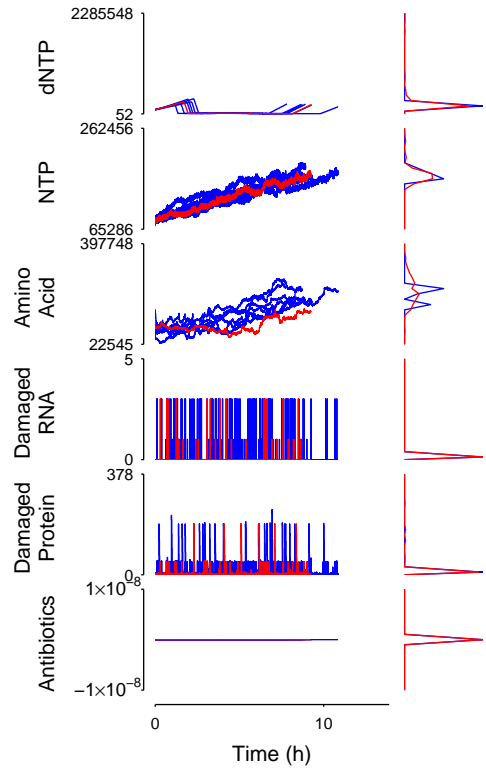 2285548
dNTP
52
262456
NTP
65286
397748
Amino
Acid
22545
5
Damaged
RNA
0
378
Damaged
Protein
0
1×10⁻⁸
Antibiotics
−1×10⁻⁸
0 10
Time (h)